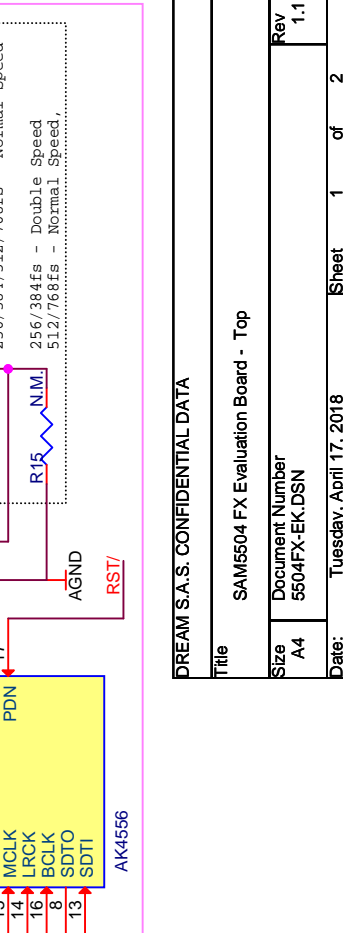 256/384fs - Double Speed
512/768fs - Normal Speed,
R15
N.M.
AGND
RST/
PDN
MCLK
LRCK
BCLK
SDTO
SDTI
14
16
8
13
AK4556
DREAM S.A.S. CONFIDENTIAL DATA
Title
SAM5504 FX Evaluation Board - Top
Size
A4
Document Number
5504FX-EK.DSN
Rev
1.1
Date:
Tuesday, April 17, 2018
Sheet
1
of
2